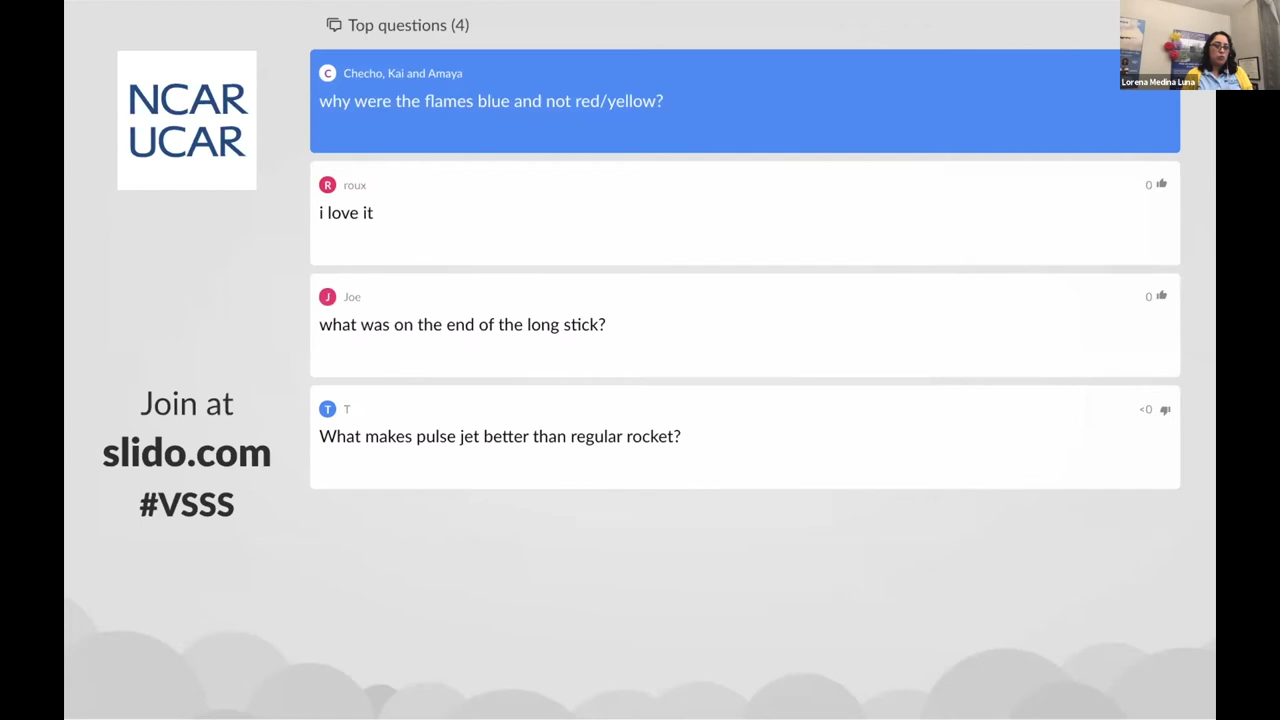 Top questions (4)
NCAR
UCAR
C Checho, Kai and Amaya
why were the flames blue and not red/yellow?
R roux
0
i love it
J Joe
0
what was on the end of the long stick?
T T
<0
What makes pulse jet better than regular rocket?
Join at
slido.com
#VSSS
Lorena Medina Luna